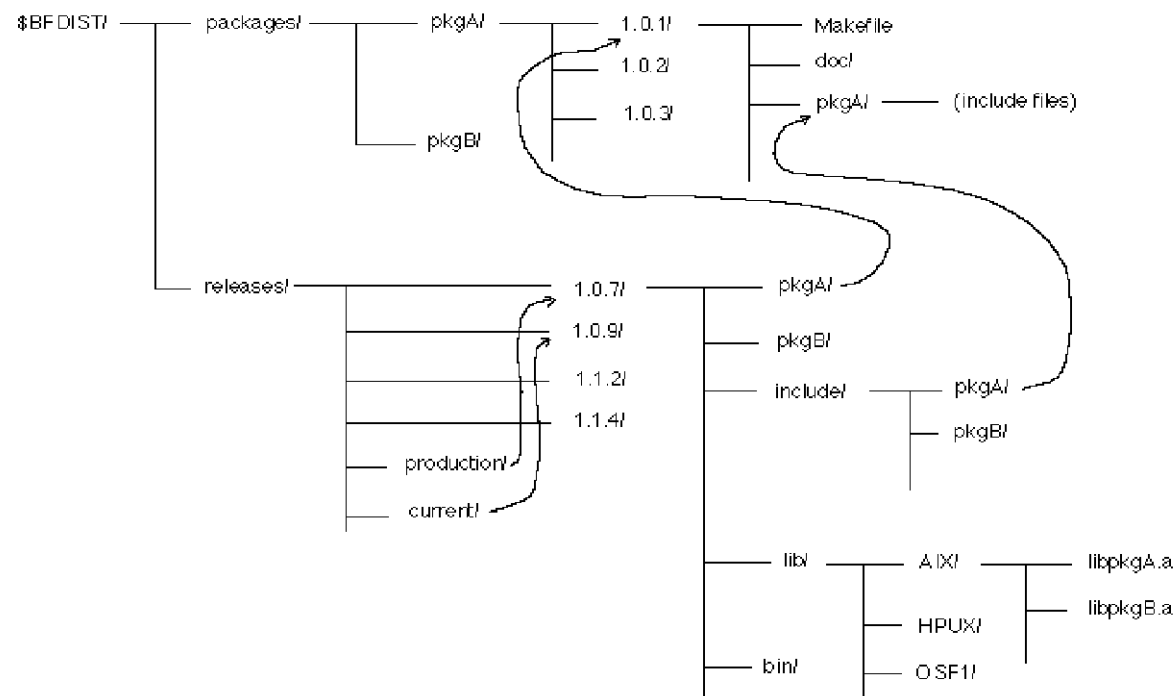 $BFDIST/ packages/ pkgA/ 1.0.1/ Makefile
1.0.2/ doc/
1.0.3/ pkgA/ (include files)
pkgB/
releases/ 1.0.7/ pkgA/
1.0.9/ pkgB/
1.1.2/ include/ pkgA/
1.1.4/ pkgB/
production/
current/
lib/ AIX/ libpkgA.a
libpkgB.a
HPUX/
bin/ OSF1/